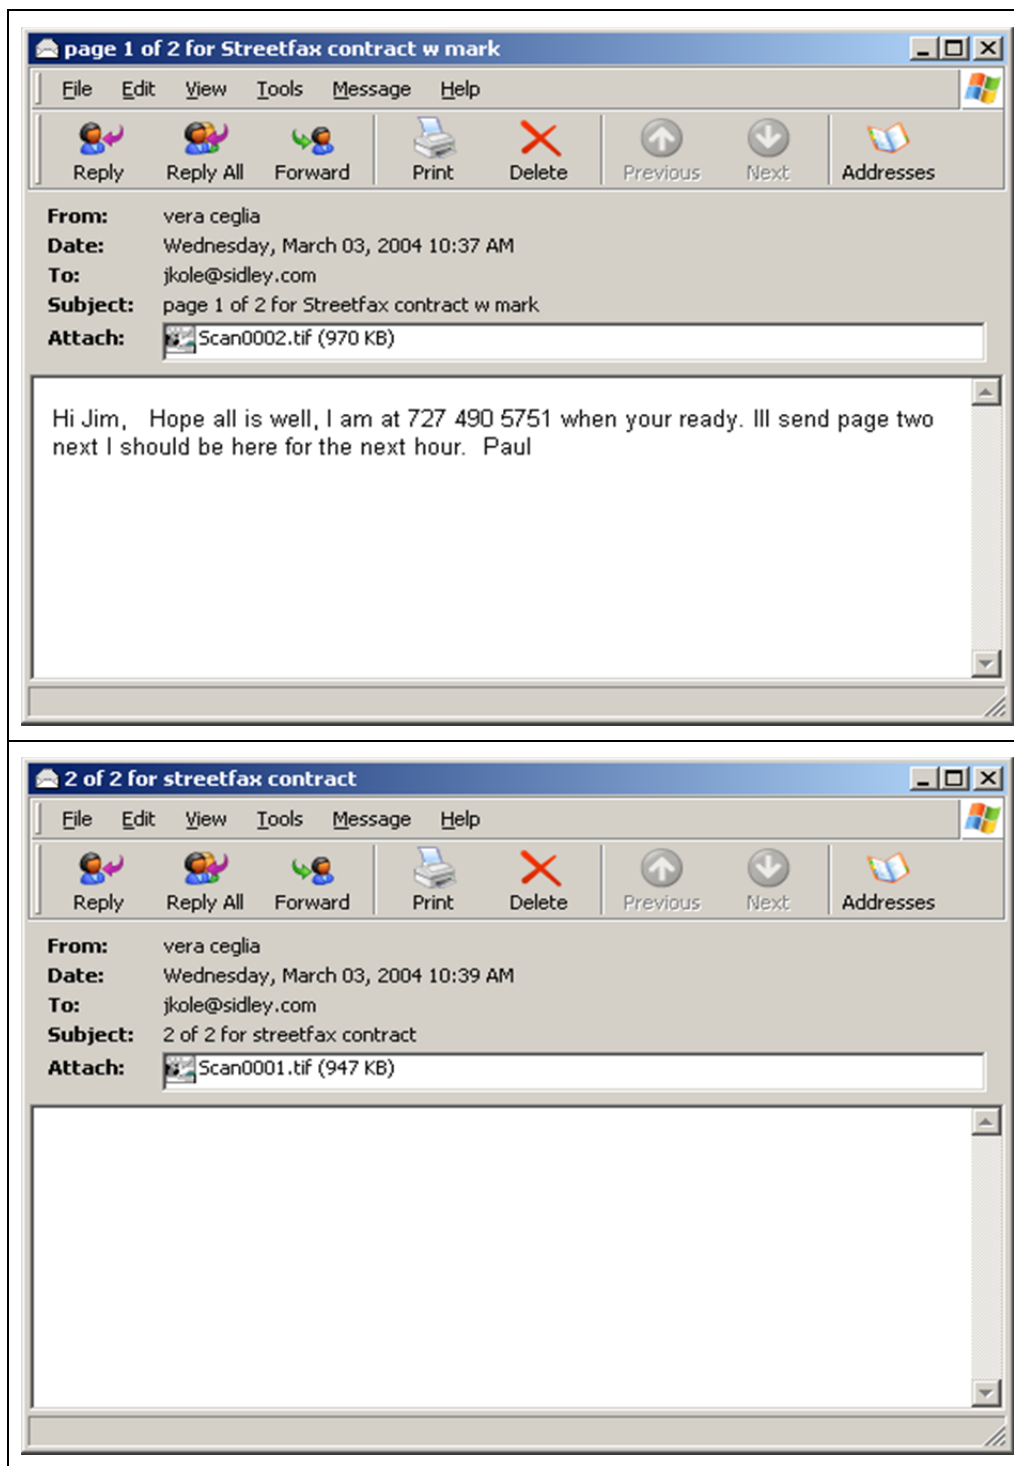 page 1 of 2 for Streetfax contract w mark
File Edit View Tools Message Help
Reply Reply All Forward Print Delete Previous Next Addresses
From: vera ceglia
Date: Wednesday, March 03, 2004 10:37 AM
To: jkole@sidley.com
Subject: page 1 of 2 for Streetfax contract w mark
Attach: Scan0002.tif (970 KB)
Hi Jim, Hope all is well, I am at 727 490 5751 when your ready. Ill send page two
next I should be here for the next hour. Paul
2 of 2 for streetfax contract
File Edit View Tools Message Help
Reply Reply All Forward Print Delete Previous Next Addresses
From: vera ceglia
Date: Wednesday, March 03, 2004 10:39 AM
To: jkole@sidley.com
Subject: 2 of 2 for streetfax contract
Attach: Scan0001.tif (947 KB)